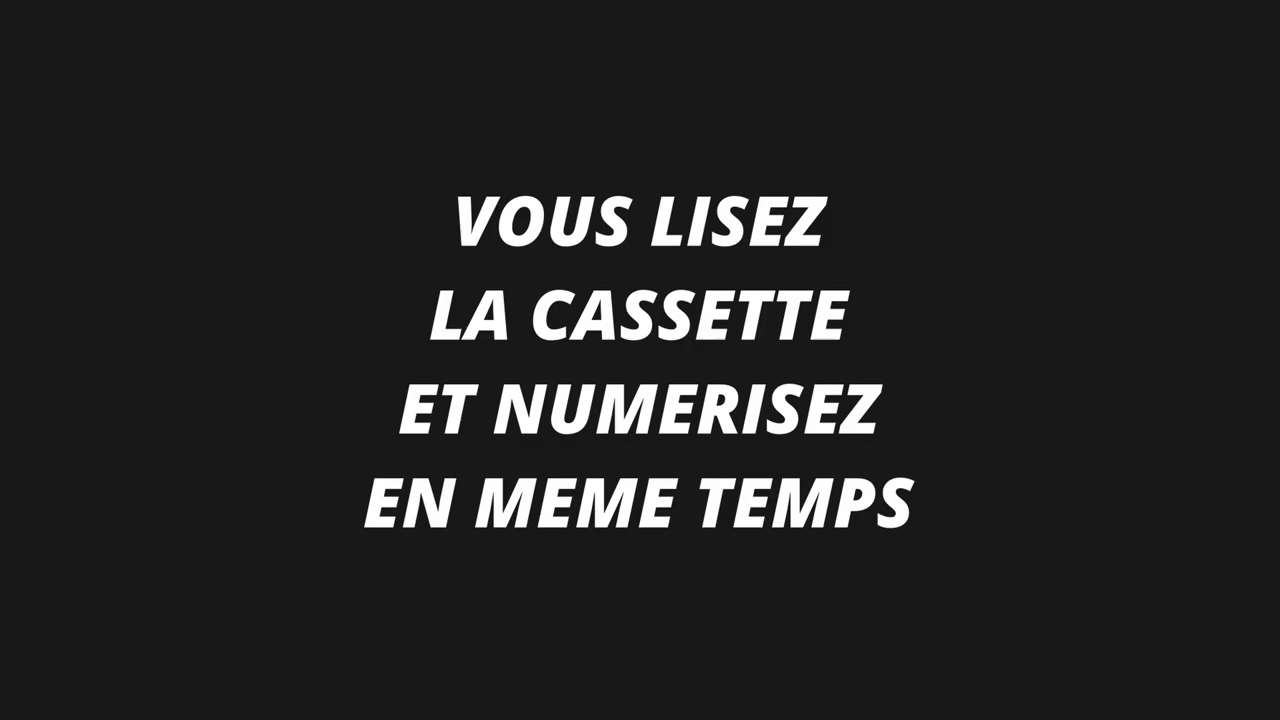 VOUS LISEZ
LA CASSETTE
ET NUMERISEZ
EN MEME TEMPS